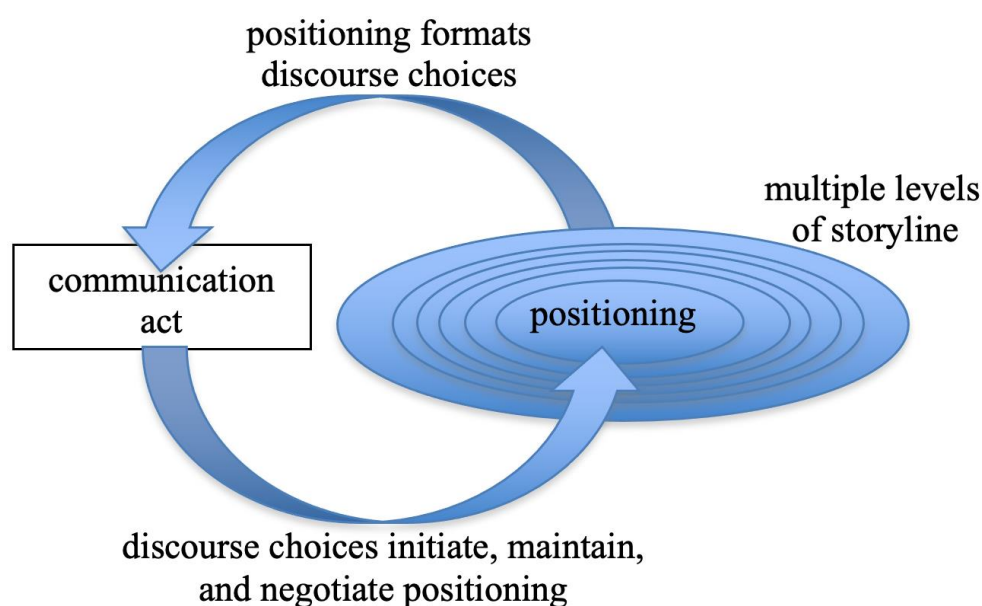 positioning formats
discourse choices
multiple levels
of storyline
communication
act
positioning
discourse choices initiate, maintain,
and negotiate positioning